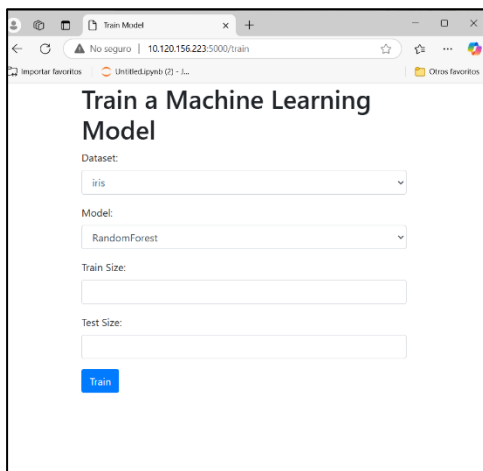 Train Model
No seguro | 10.120.156.223:5000/train
Importar favoritos
Untitled.ipynb (2) - J...
Otros favoritos
Train a Machine Learning
Model
Dataset:
iris
Model:
RandomForest
Train Size:
Test Size:
Train